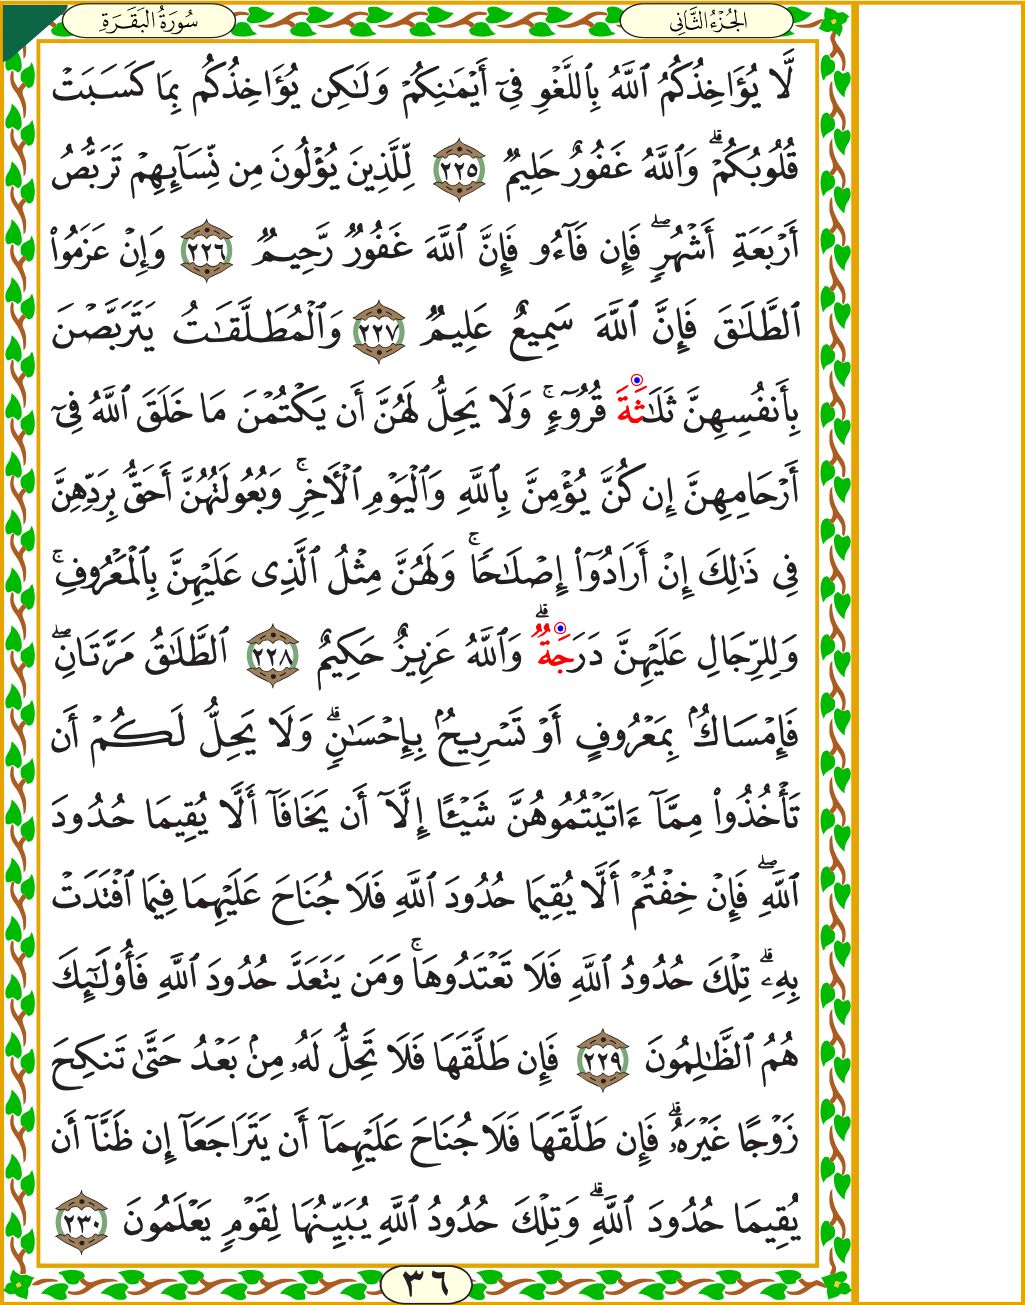 الجُزْءُ الثَّانِى
سُورَةُ البَقَرَةِ
لَّا يُؤَاخِذُكُمُ ٱللَّهُ بِٱللَّغْوِ فِىٓ أَيْمَٰنِكُمْ وَلَٰكِن يُؤَاخِذُكُم بِمَا كَسَبَتْ
قُلُوبُكُمْ ۗ وَٱللَّهُ غَفُورٌ حَلِيمٌ ٢٢٥ لِّلَّذِينَ يُؤْلُونَ مِن نِّسَآئِهِمْ تَرَبُّصُ
أَرْبَعَةِ أَشْهُرٍ ۖ فَإِن فَآءُو فَإِنَّ ٱللَّهَ غَفُورٌ رَّحِيمٌ ٢٢٦ وَإِنْ عَزَمُوا۟
ٱلطَّلَٰقَ فَإِنَّ ٱللَّهَ سَمِيعٌ عَلِيمٌ ٢٢٧ وَٱلْمُطَلَّقَٰتُ يَتَرَبَّصْنَ
بِأَنفُسِهِنَّ ثَلَٰثَةَ قُرُوٓءٍ ۚ وَلَا يَحِلُّ لَهُنَّ أَن يَكْتُمْنَ مَا خَلَقَ ٱللَّهُ فِىٓ
أَرْحَامِهِنَّ إِن كُنَّ يُؤْمِنَّ بِٱللَّهِ وَٱلْيَوْمِ ٱلْـَٔاخِرِ ۚ وَبُعُولَتُهُنَّ أَحَقُّ بِرَدِّهِنَّ
فِى ذَٰلِكَ إِنْ أَرَادُوٓا۟ إِصْلَٰحًا ۚ وَلَهُنَّ مِثْلُ ٱلَّذِى عَلَيْهِنَّ بِٱلْمَعْرُوفِ ۚ
وَلِلرِّجَالِ عَلَيْهِنَّ دَرَجَةٌ ۗ وَٱللَّهُ عَزِيزٌ حَكِيمٌ ٢٢٨ ٱلطَّلَٰقُ مَرَّتَانِ ۖ
فَإِمْسَاكٌۢ بِمَعْرُوفٍ أَوْ تَسْرِيحٌۢ بِإِحْسَٰنٍ ۗ وَلَا يَحِلُّ لَكُمْ أَن
تَأْخُذُوا۟ مِمَّآ ءَاتَيْتُمُوهُنَّ شَيْـًٔا إِلَّآ أَن يَخَافَآ أَلَّا يُقِيمَا حُدُودَ
ٱللَّهِ ۖ فَإِنْ خِفْتُمْ أَلَّا يُقِيمَا حُدُودَ ٱللَّهِ فَلَا جُنَاحَ عَلَيْهِمَا فِيمَا ٱفْتَدَتْ
بِهِۦ ۗ تِلْكَ حُدُودُ ٱللَّهِ فَلَا تَعْتَدُوهَا ۚ وَمَن يَتَعَدَّ حُدُودَ ٱللَّهِ فَأُو۟لَٰٓئِكَ
هُمُ ٱلظَّٰلِمُونَ ٢٢٩ فَإِن طَلَّقَهَا فَلَا تَحِلُّ لَهُۥ مِنۢ بَعْدُ حَتَّىٰ تَنكِحَ
زَوْجًا غَيْرَهُۥ ۗ فَإِن طَلَّقَهَا فَلَا جُنَاحَ عَلَيْهِمَآ أَن يَتَرَاجَعَآ إِن ظَنَّآ أَن
يُقِيمَا حُدُودَ ٱللَّهِ ۗ وَتِلْكَ حُدُودُ ٱللَّهِ يُبَيِّنُهَا لِقَوْمٍ يَعْلَمُونَ ٢٣٠
٣٦